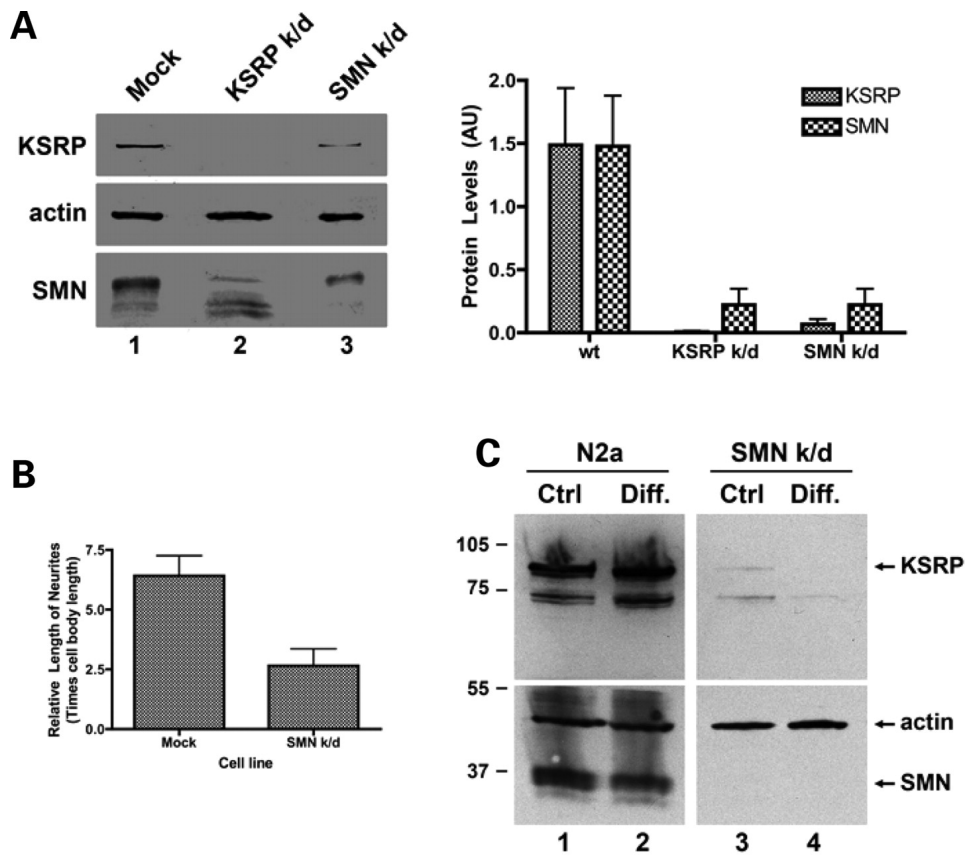 A
Mock
KSRP k/d
SMN k/d
KSRP
actin
SMN
1 2 3
Protein Levels (AU)
2.0
1.5
1.0
0.5
0.0
KSRP
SMN
wt KSRP k/d SMN k/d
B
Relative Length of Neurites
(Times cell body length)
7.5
5.0
2.5
0.0
Mock SMN k/d
Cell line
C
N2a SMN k/d
Ctrl Diff. Ctrl Diff.
105
75
55
37
KSRP
actin
SMN
1 2 3 4